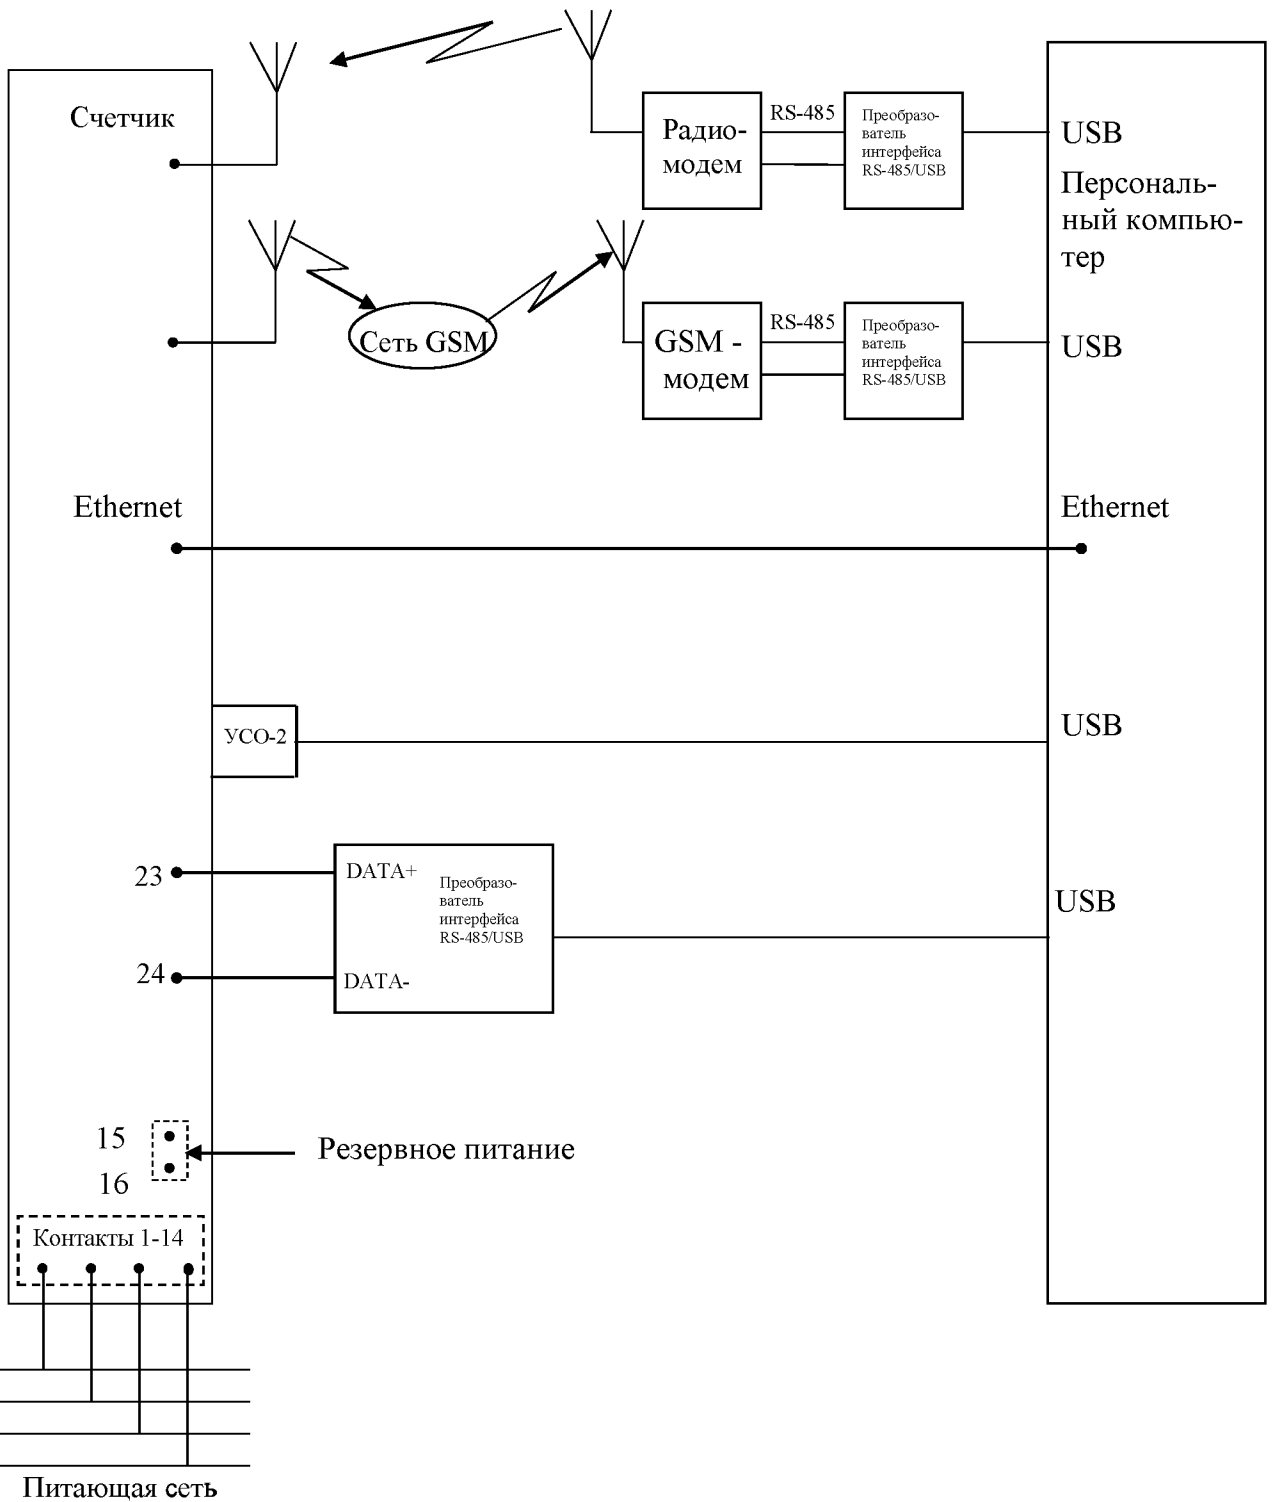 Счетчик
Радио-
модем
RS-485
Преобразо-
ватель
интерфейса
RS-485/USB
USB
Персональ-
ный компью-
тер
Сеть GSM
GSM -
модем
RS-485
Преобразо-
ватель
интерфейса
RS-485/USB
USB
Ethernet
Ethernet
УСО-2
USB
23
DATA+
Преобразо-
ватель
интерфейса
RS-485/USB
USB
24
DATA-
15
Резервное питание
16
Контакты 1-14
Питающая сеть